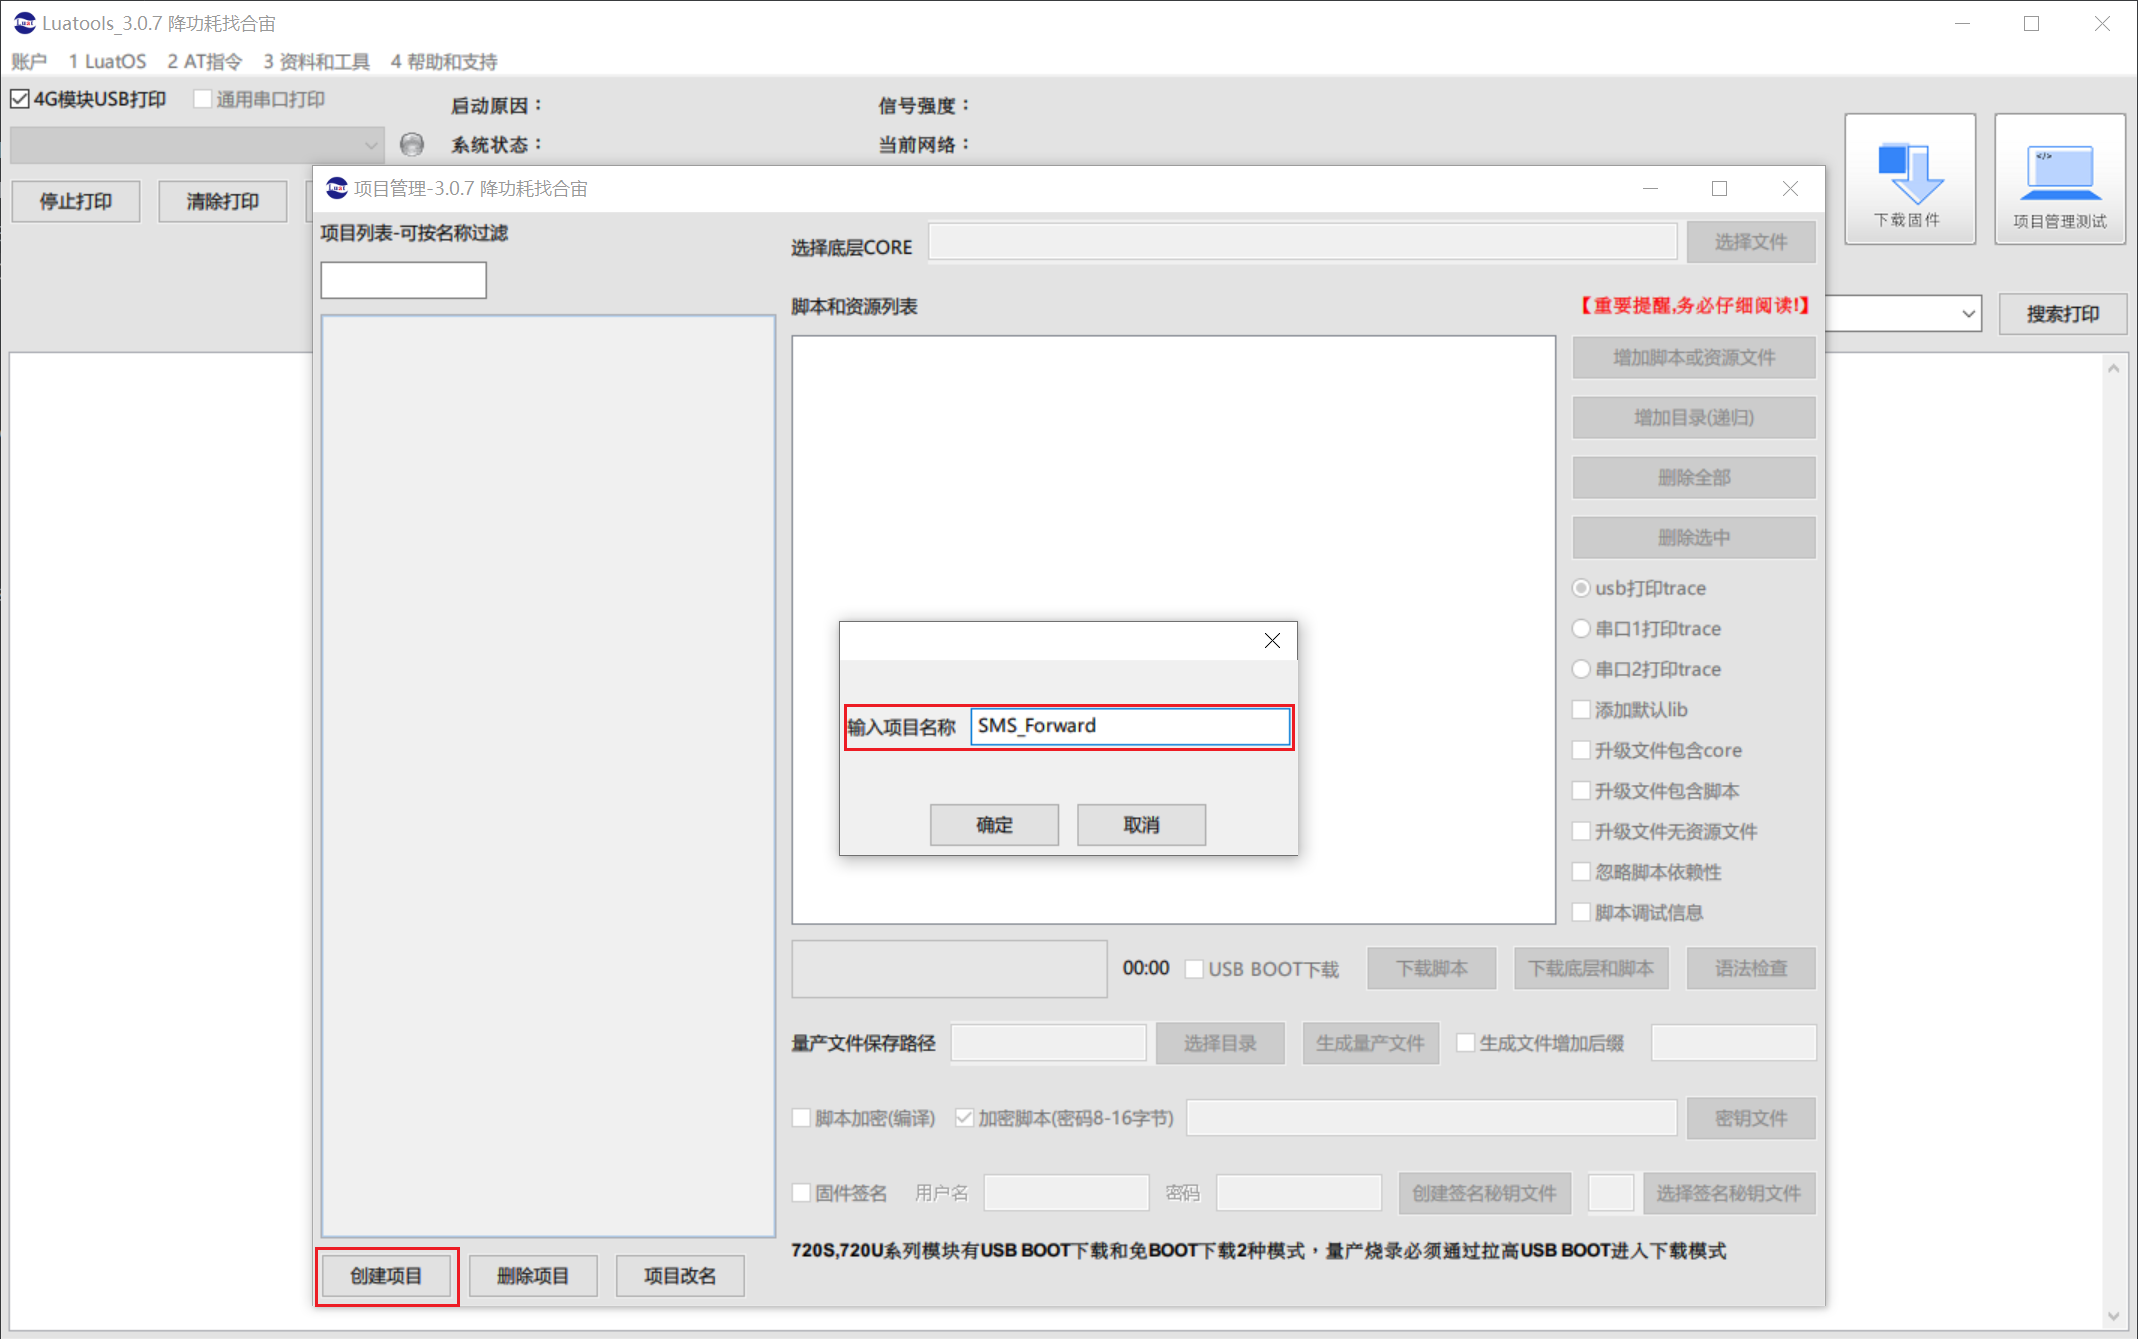 Luatools_3.0.7 降功耗找合宙
账户 1 LuatOS 2 AT指令 3 资料和工具 4 帮助和支持
4G模块USB打印 通用串口打印
启动原因： 信号强度：
系统状态： 当前网络：
停止打印 清除打印
下载固件 项目管理测试
搜索打印
项目管理-3.0.7 降功耗找合宙
项目列表-可按名称过滤
选择底层CORE 选择文件
脚本和资源列表 【重要提醒,务必仔细阅读!】
增加脚本或资源文件
增加目录(递归)
删除全部
删除选中
usb打印trace
串口1打印trace
串口2打印trace
添加默认lib
升级文件包含core
升级文件包含脚本
升级文件无资源文件
忽略脚本依赖性
脚本调试信息
输入项目名称 SMS_Forward
确定 取消
00:00 USB BOOT下载 下载脚本 下载底层和脚本 语法检查
量产文件保存路径 选择目录 生成量产文件 生成文件增加后缀
脚本加密(编译) 加密脚本(密码8-16字节) 密钥文件
固件签名 用户名 密码 创建签名秘钥文件 选择签名秘钥文件
720S,720U系列模块有USB BOOT下载和免BOOT下载2种模式，量产烧录必须通过拉高USB BOOT进入下载模式
创建项目 删除项目 项目改名